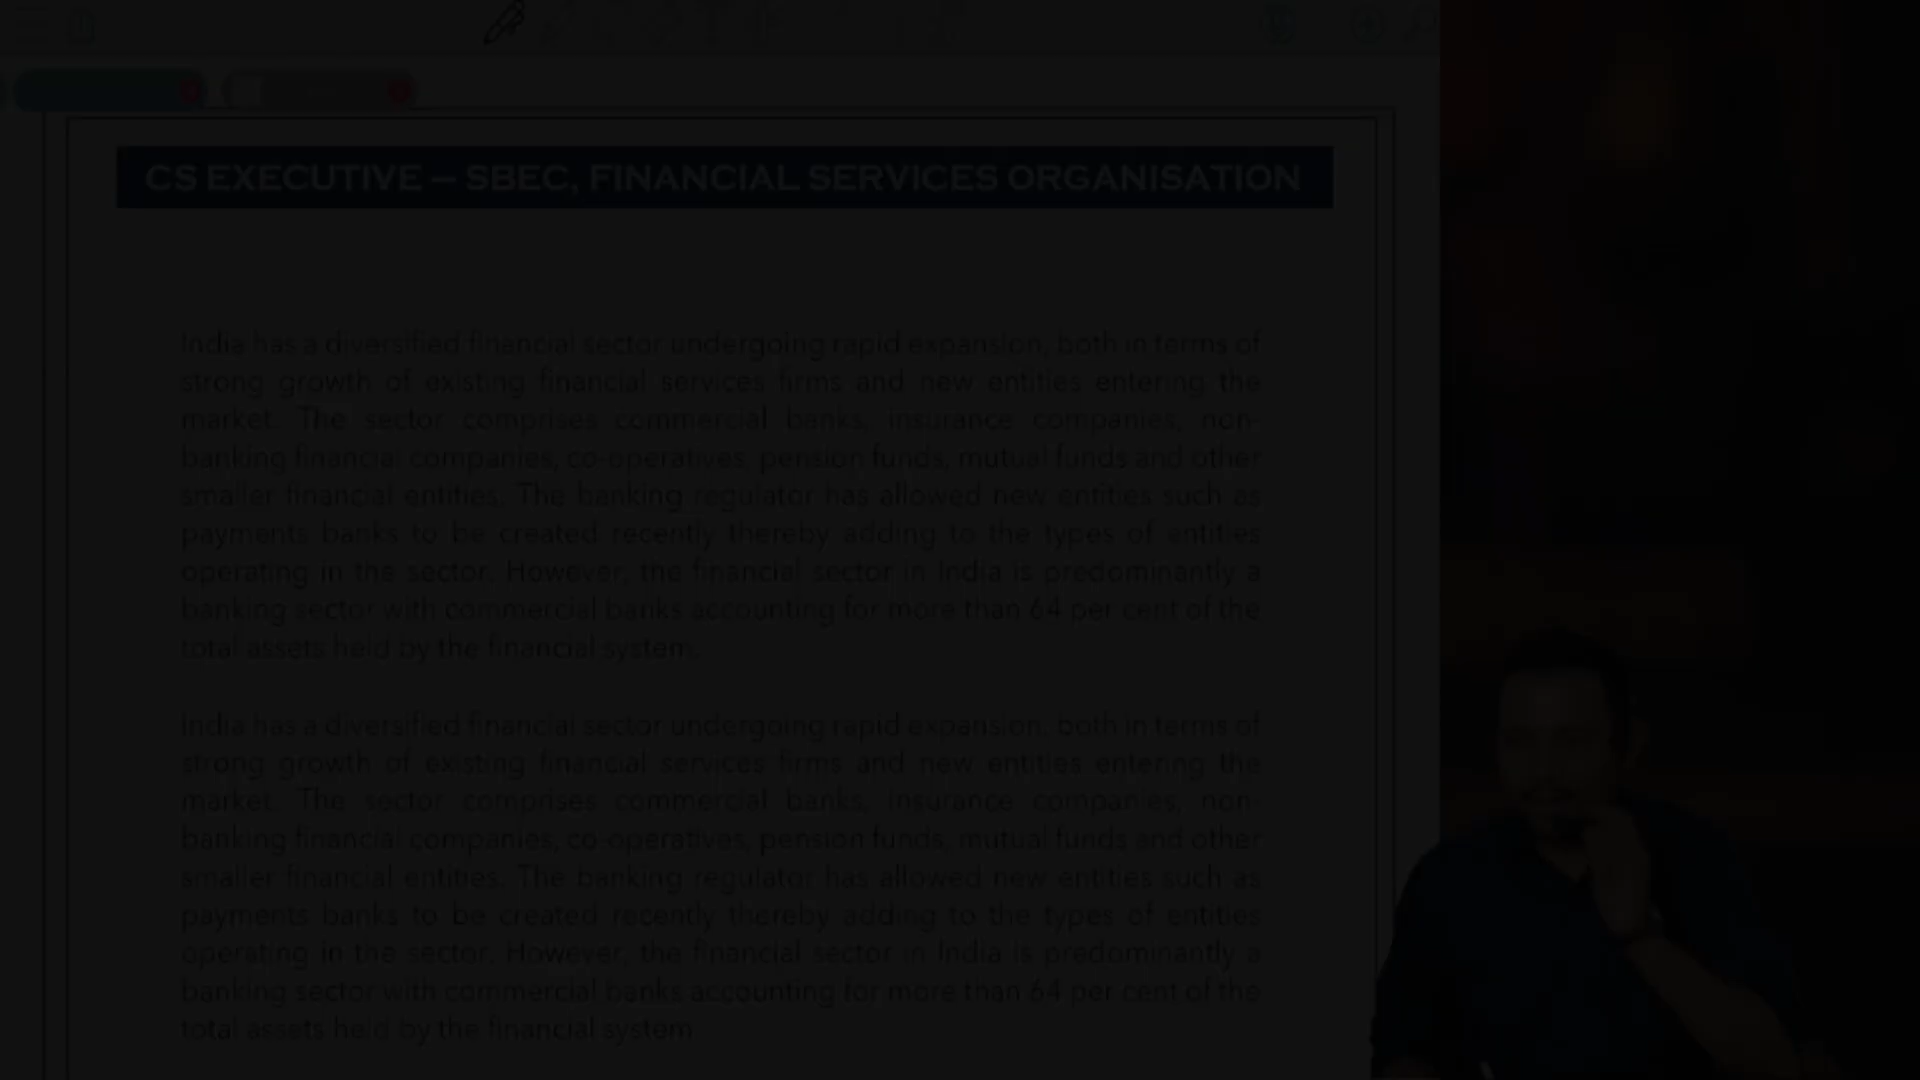 CS EXECUTIVE – SBEC, FINANCIAL SERVICES ORGANISATION
India has a diversified financial sector undergoing rapid expansion, both in terms of
strong growth of existing financial services firms and new entities entering the
market. The sector comprises commercial banks, insurance companies, non-
banking financial companies, co-operatives, pension funds, mutual funds and other
smaller financial entities. The banking regulator has allowed new entities such as
payments banks to be created recently thereby adding to the types of entities
operating in the sector. However, the financial sector in India is predominantly a
banking sector with commercial banks accounting for more than 64 per cent of the
total assets held by the financial system.
India has a diversified financial sector undergoing rapid expansion, both in terms of
strong growth of existing financial services firms and new entities entering the
market. The sector comprises commercial banks, insurance companies, non-
banking financial companies, co-operatives, pension funds, mutual funds and other
smaller financial entities. The banking regulator has allowed new entities such as
payments banks to be created recently thereby adding to the types of entities
operating in the sector. However, the financial sector in India is predominantly a
banking sector with commercial banks accounting for more than 64 per cent of the
total assets held by the financial system